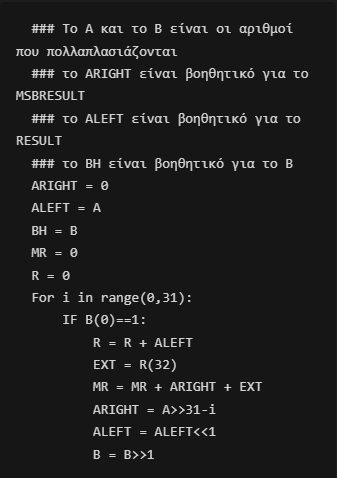 ### Το Α και το Β είναι οι αριθμοί
που πολλαπλασιάζονται
### το ARIGHT είναι βοηθητικό για το
MSBRESULT
### το ALEFT είναι βοηθητικό για το
RESULT
### το BH είναι βοηθητικό για το B
ARIGHT = 0
ALEFT = A
BH = B
MR = 0
R = 0
For i in range(0,31):
IF B(0)==1:
R = R + ALEFT
EXT = R(32)
MR = MR + ARIGHT + EXT
ARIGHT = A>>31-i
ALEFT = ALEFT<<1
B = B>>1